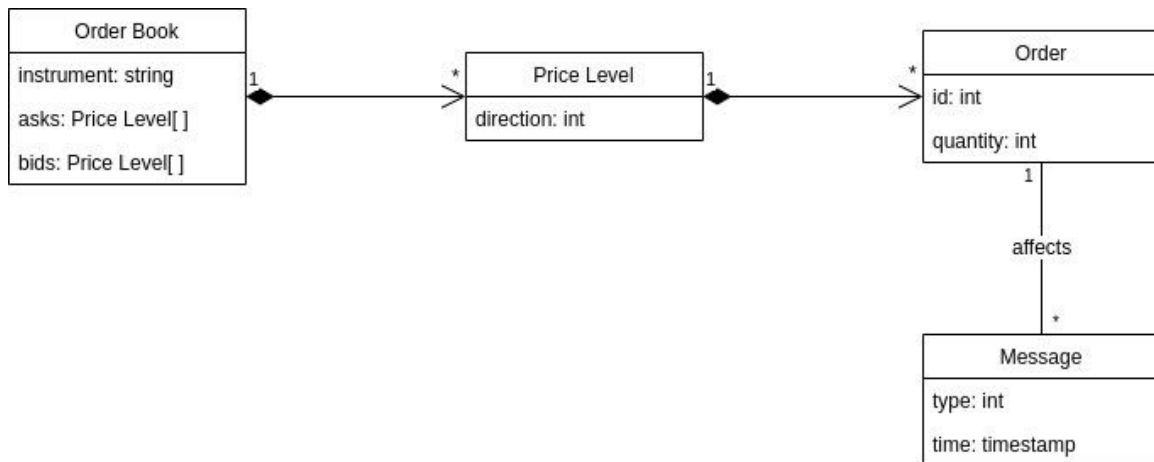 Order Book
instrument: string
asks: Price Level[ ]
bids: Price Level[ ]
1
*
Price Level
direction: int
1
*
Order
id: int
quantity: int
1
affects
*
Message
type: int
time: timestamp